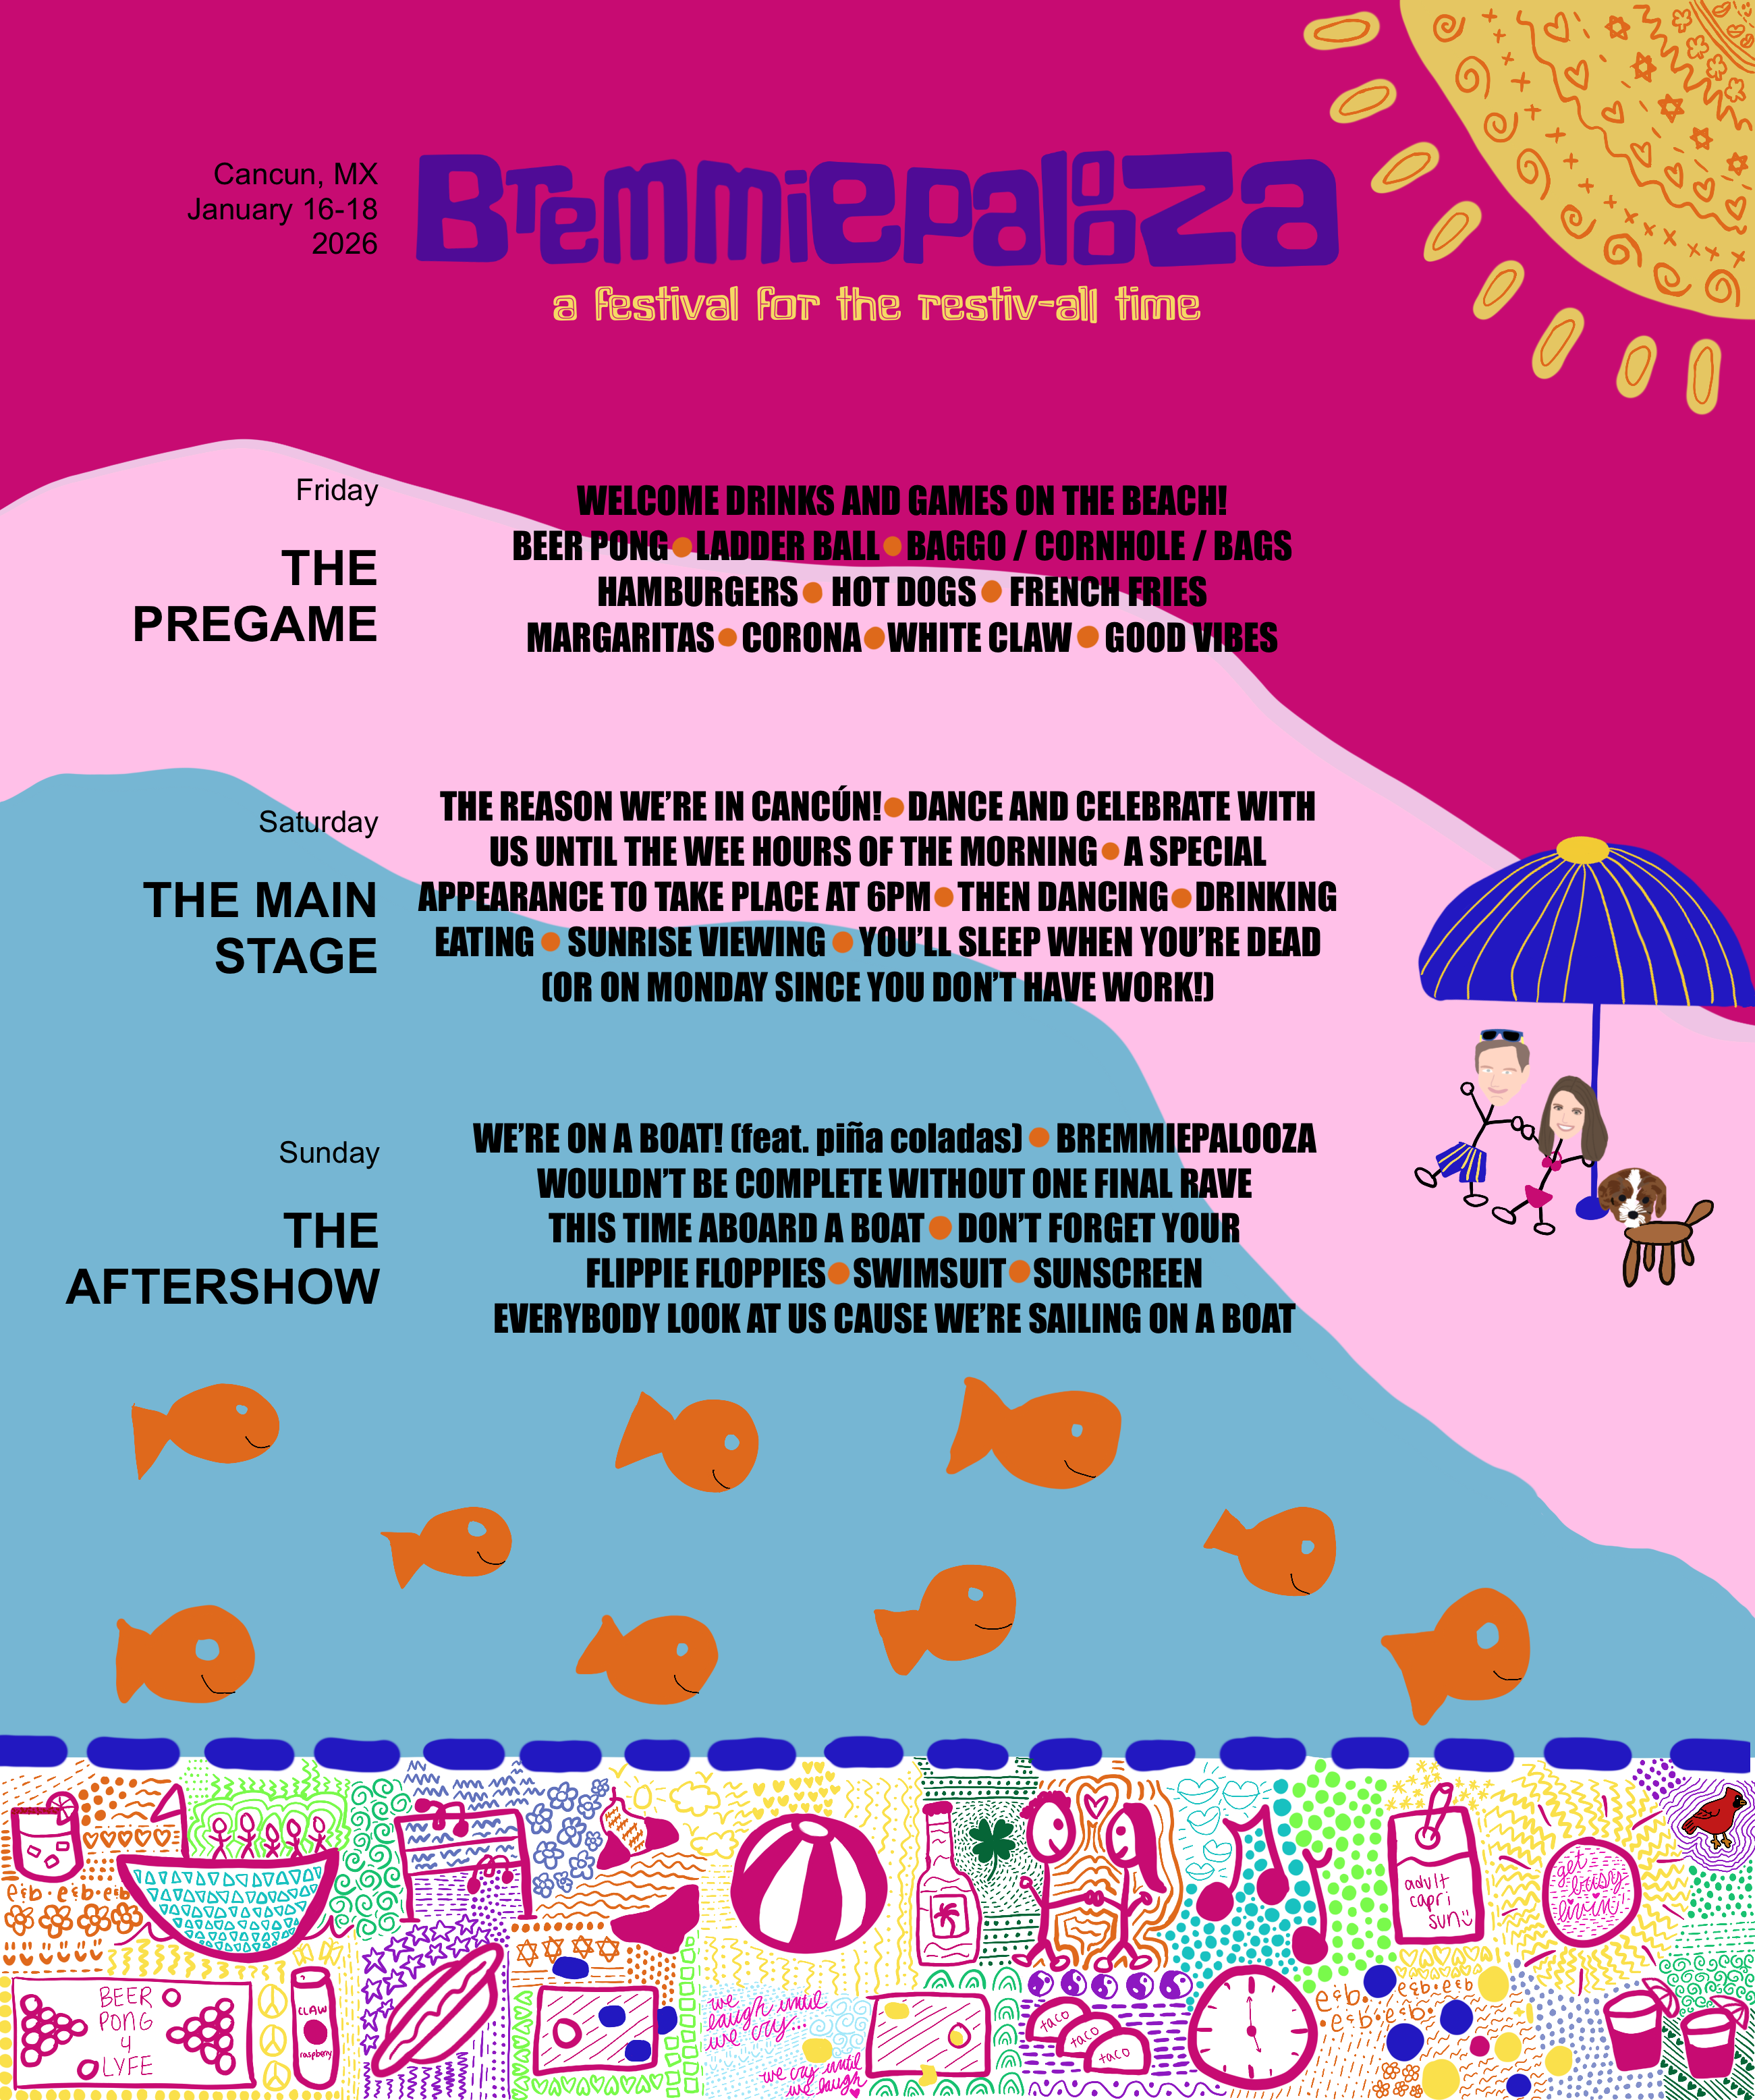 Cancun, MX
January 16-18
2026
Bremmiepalooza
a festival for the restiv-all time
Friday
THE
PREGAME
WELCOME DRINKS AND GAMES ON THE BEACH!
BEER PONG • LADDER BALL • BAGGO / CORNHOLE / BAGS
HAMBURGERS • HOT DOGS • FRENCH FRIES
MARGARITAS • CORONA • WHITE CLAW • GOOD VIBES
Saturday
THE MAIN
STAGE
THE REASON WE'RE IN CANCÚN! • DANCE AND CELEBRATE WITH
US UNTIL THE WEE HOURS OF THE MORNING • A SPECIAL
APPEARANCE TO TAKE PLACE AT 6PM • THEN DANCING • DRINKING
EATING • SUNRISE VIEWING • YOU'LL SLEEP WHEN YOU'RE DEAD
(OR ON MONDAY SINCE YOU DON'T HAVE WORK!)
Sunday
THE
AFTERSHOW
WE'RE ON A BOAT! (feat. piña coladas) • BREMMIEPALOOZA
WOULDN'T BE COMPLETE WITHOUT ONE FINAL RAVE
THIS TIME ABOARD A BOAT • DON'T FORGET YOUR
FLIPPIE FLOPPIES • SWIMSUIT • SUNSCREEN
EVERYBODY LOOK AT US CAUSE WE'RE SAILING ON A BOAT
e&b • e&b • e&b
adult
capri
sun
get
busy
livin'
BEER
PONG
4
LYFE
CLAW
raspberry
we
laugh until
we cry...
we cry until
we laugh
taco
taco
taco
e&b • e&b • e&b
• e&b • e&b •